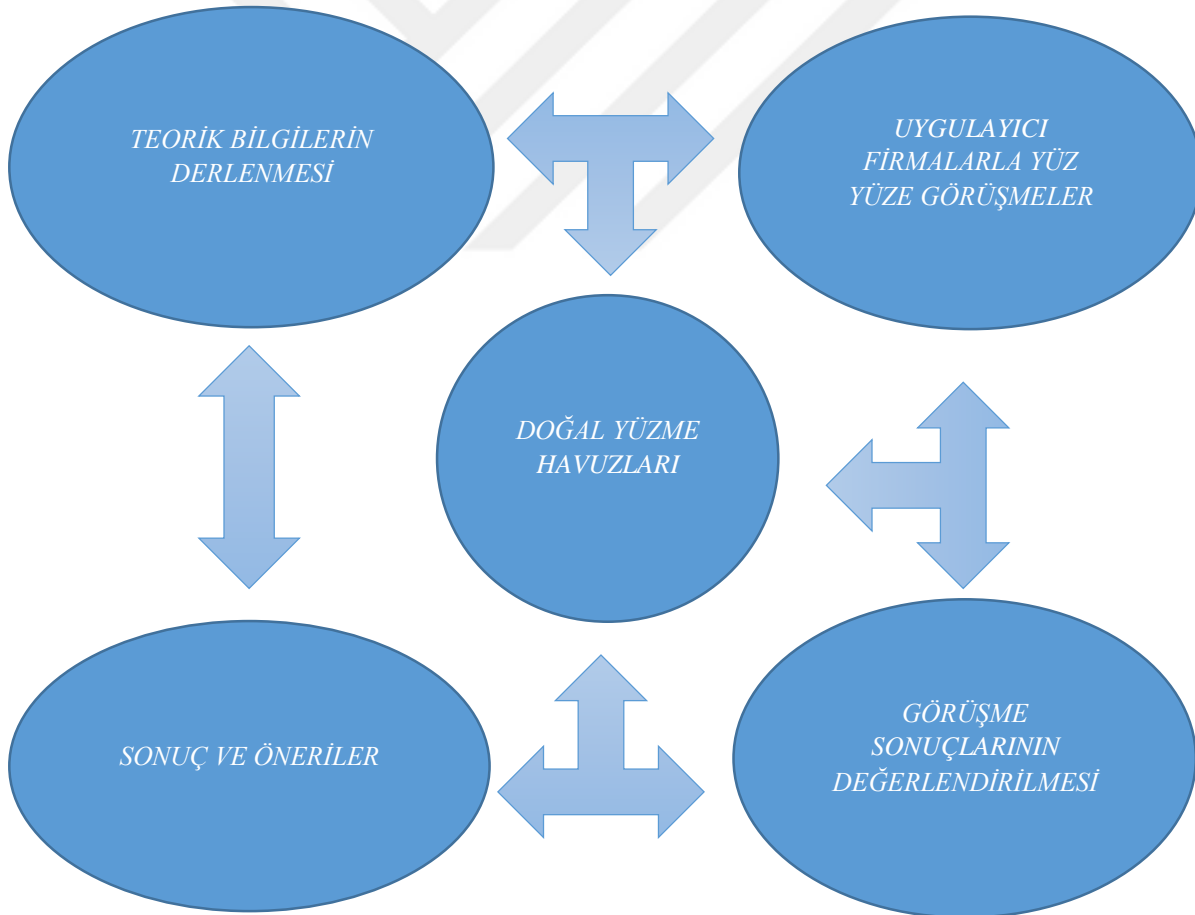 TEORİK BİLGİLERİN
DERLENMESİ
UYGULAYICI
FİRMALARLA YÜZ
YÜZE GÖRÜŞMELER
DOĞAL YÜZME
HAVUZLARI
SONUÇ VE ÖNERİLER
GÖRÜŞME
SONUÇLARININ
DEĞERLENDİRİLMESİ